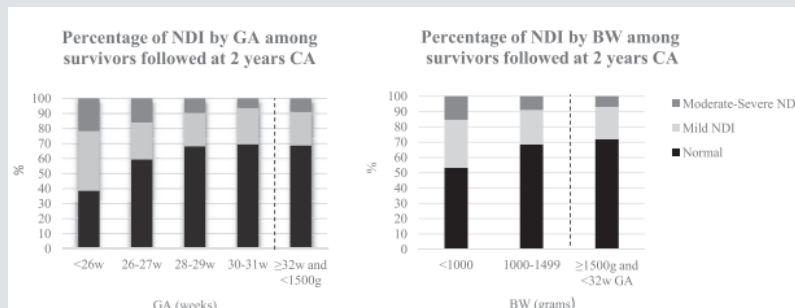 Percentage of NDI by GA among
survivors followed at 2 years CA
100
90
80
70
60
50
40
30
20
10
0
%
<26w
26-27w
28-29w
30-31w
≥32w and
<1500g
GA (weeks)
Percentage of NDI by BW among
survivors followed at 2 years CA
100
90
80
70
60
50
40
30
20
10
0
%
<1000
1000-1499
≥1500g and
<32w GA
BW (grams)
Moderate-Severe ND
Mild NDI
Normal